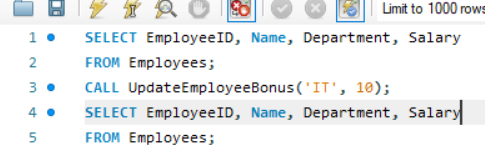 Limit to 1000 rows
1 SELECT EmployeeID, Name, Department, Salary
2 FROM Employees;
3 CALL UpdateEmployeeBonus('IT', 10);
4 SELECT EmployeeID, Name, Department, Salary
5 FROM Employees;